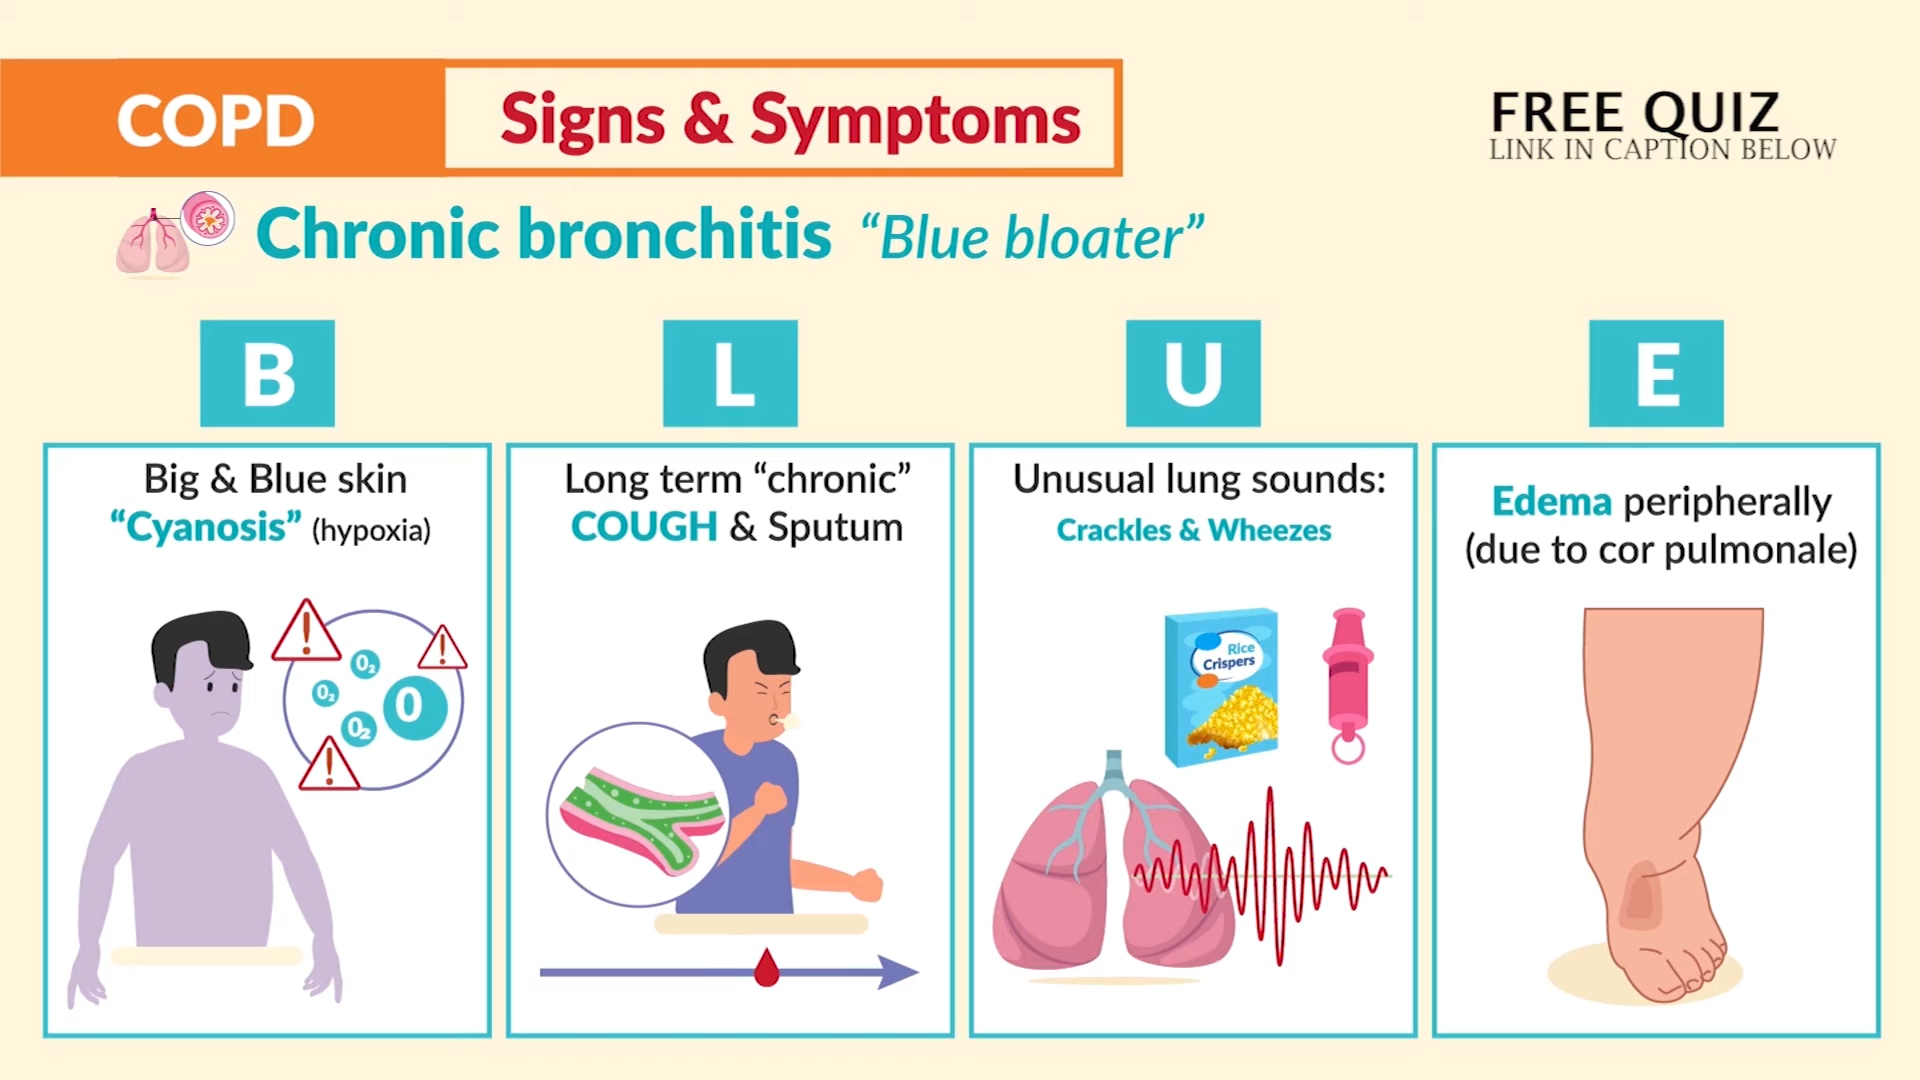 COPD
Signs & Symptoms
FREE QUIZ
LINK IN CAPTION BELOW
Chronic bronchitis “Blue bloater”
B
L
U
E
Big & Blue skin
“Cyanosis” (hypoxia)
Long term “chronic”
COUGH & Sputum
Unusual lung sounds:
Crackles & Wheezes
Edema peripherally
(due to cor pulmonale)
!
!
O₂
O₂
O
O₂
!
Rice
Crispers